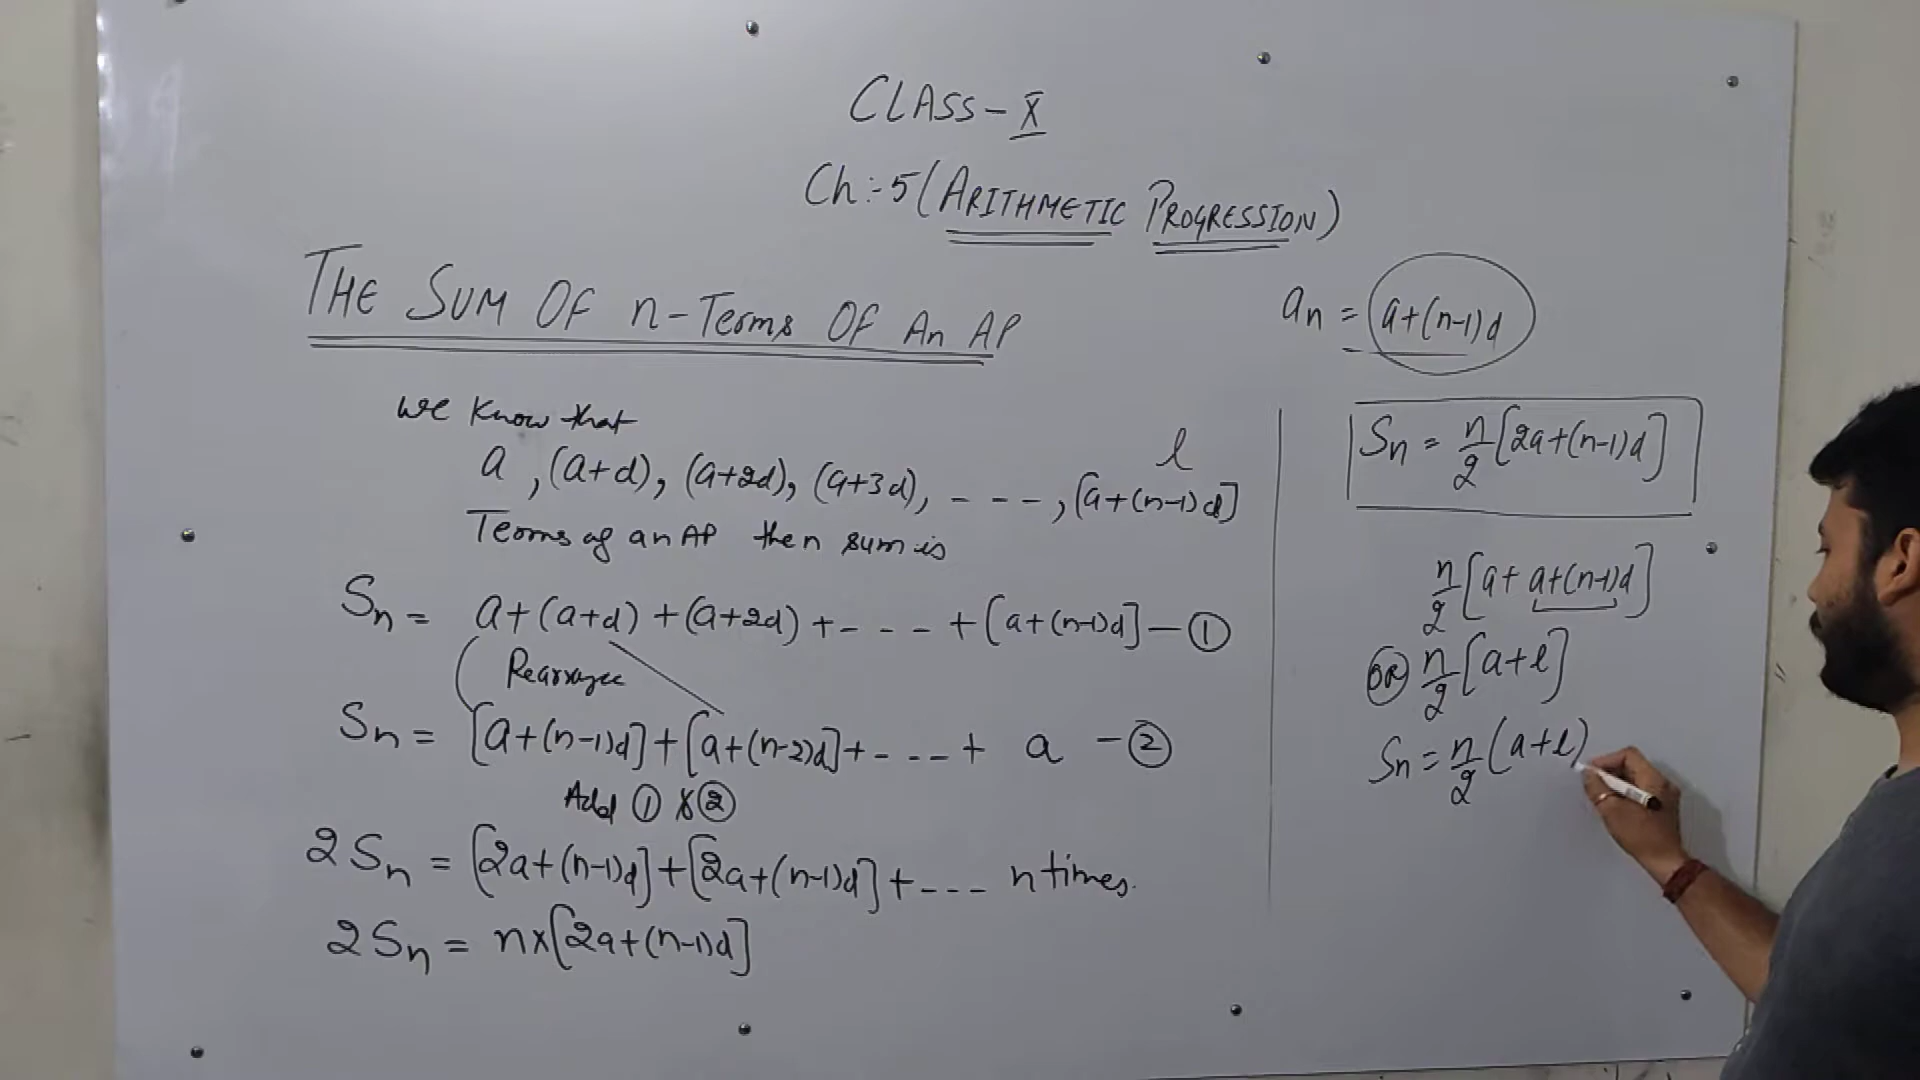 CLASS - X
Ch:- 5 (ARITHMETIC PROGRESSION)
THE SUM OF n-Terms OF An AP
an = a+(n-1)d
we know that
l
a, (a+d), (a+2d), (a+3d), - - - -, [a+(n-1)d]
Terms of an AP then sum is
Sn = a+(a+d)+(a+2d)+- - - - +[a+(n-1)d] — ①
Rearrange
Sn = [a+(n-1)d]+[a+(n-2)d]+- - - - + a — ②
Add ① & ②
2Sn = [2a+(n-1)d]+[2a+(n-1)d]+- - - n times.
2Sn = n×[2a+(n-1)d]
Sn = n/2 [2a+(n-1)d]
n/2 [a+ a+(n-1)d]
OR n/2 [a+l]
Sn = n/2 (a+l)